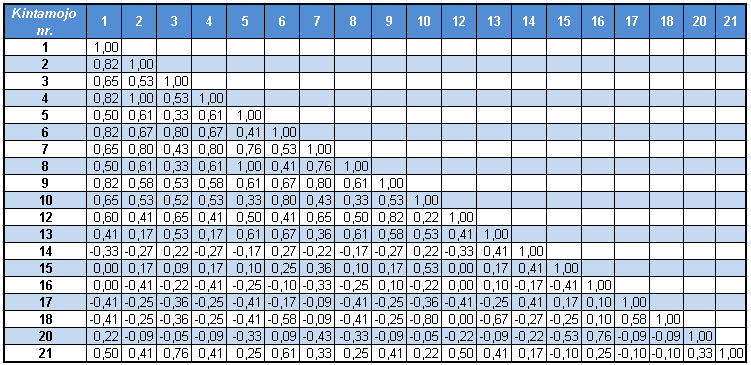 Kintamojo nr. 1 2 3 4 5 6 7 8 9 10 12 13 14 15 16 17 18 20 21
1 1,00
2 0,82 1,00
3 0,65 0,53 1,00
4 0,82 1,00 0,53 1,00
5 0,50 0,61 0,33 0,61 1,00
6 0,82 0,67 0,80 0,67 0,41 1,00
7 0,65 0,80 0,43 0,80 0,76 0,53 1,00
8 0,50 0,61 0,33 0,61 1,00 0,41 0,76 1,00
9 0,82 0,58 0,53 0,58 0,61 0,67 0,80 0,61 1,00
10 0,65 0,53 0,52 0,53 0,33 0,80 0,43 0,33 0,53 1,00
12 0,60 0,41 0,65 0,41 0,50 0,41 0,65 0,50 0,82 0,22 1,00
13 0,41 0,17 0,53 0,17 0,61 0,67 0,36 0,61 0,58 0,53 0,41 1,00
14 -0,33 -0,27 0,22 -0,27 -0,17 0,27 -0,22 -0,17 -0,27 0,22 -0,33 0,41 1,00
15 0,00 0,17 0,09 0,17 0,10 0,25 0,36 0,10 0,17 0,53 0,00 0,17 0,41 1,00
16 0,00 -0,41 -0,22 -0,41 -0,25 -0,10 -0,33 -0,25 0,10 -0,22 0,00 0,10 -0,17 -0,41 1,00
17 -0,41 -0,25 -0,36 -0,25 -0,41 -0,17 -0,09 -0,41 -0,25 -0,36 -0,41 -0,25 0,41 0,17 0,10 1,00
18 -0,41 -0,25 -0,36 -0,25 -0,41 -0,58 -0,09 -0,41 -0,25 -0,80 0,00 -0,67 -0,27 -0,25 0,10 0,58 1,00
20 0,22 -0,09 -0,05 -0,09 -0,33 0,09 -0,43 -0,33 -0,09 -0,05 -0,22 -0,09 -0,22 -0,53 0,76 -0,09 -0,09 1,00
21 0,50 0,41 0,76 0,41 0,25 0,61 0,33 0,25 0,41 0,22 0,50 0,41 0,17 -0,10 0,25 -0,10 -0,10 0,33 1,00